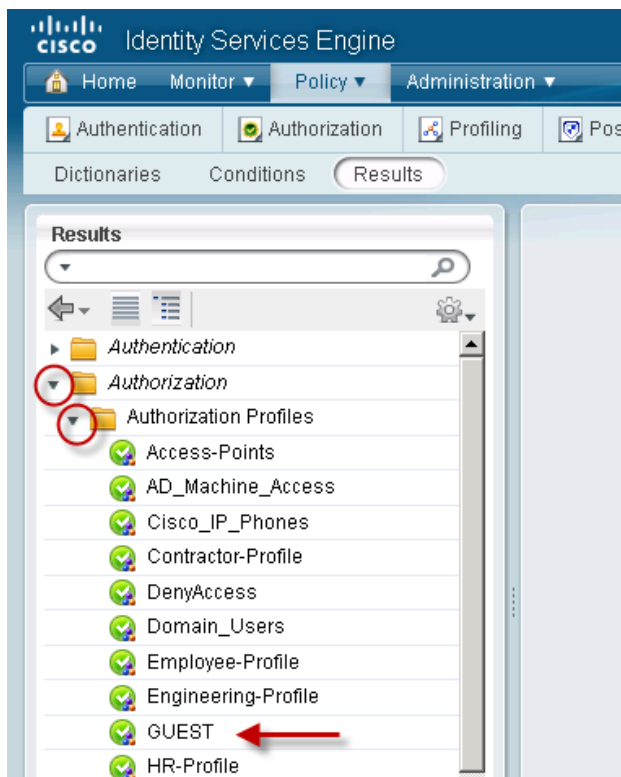 CISCO Identity Services Engine
Home Monitor Policy Administration
Authentication Authorization Profiling Pos
Dictionaries Conditions Results
Results
Authentication
Authorization
Authorization Profiles
Access-Points
AD_Machine_Access
Cisco_IP_Phones
Contractor-Profile
DenyAccess
Domain_Users
Employee-Profile
Engineering-Profile
GUEST
HR-Profile